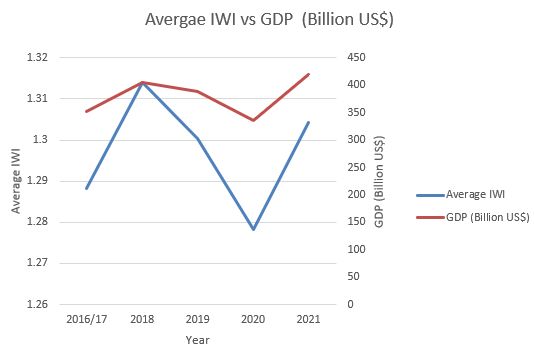 Avergae IWI vs GDP  (Billion US$)
1.32
1.31
1.3
1.29
1.28
1.27
1.26
Average IWI
450
400
350
300
250
200
150
100
50
0
GDP (Billion US$)
2016/17 2018 2019 2020 2021
Year
Average IWI
GDP (Billion US$)